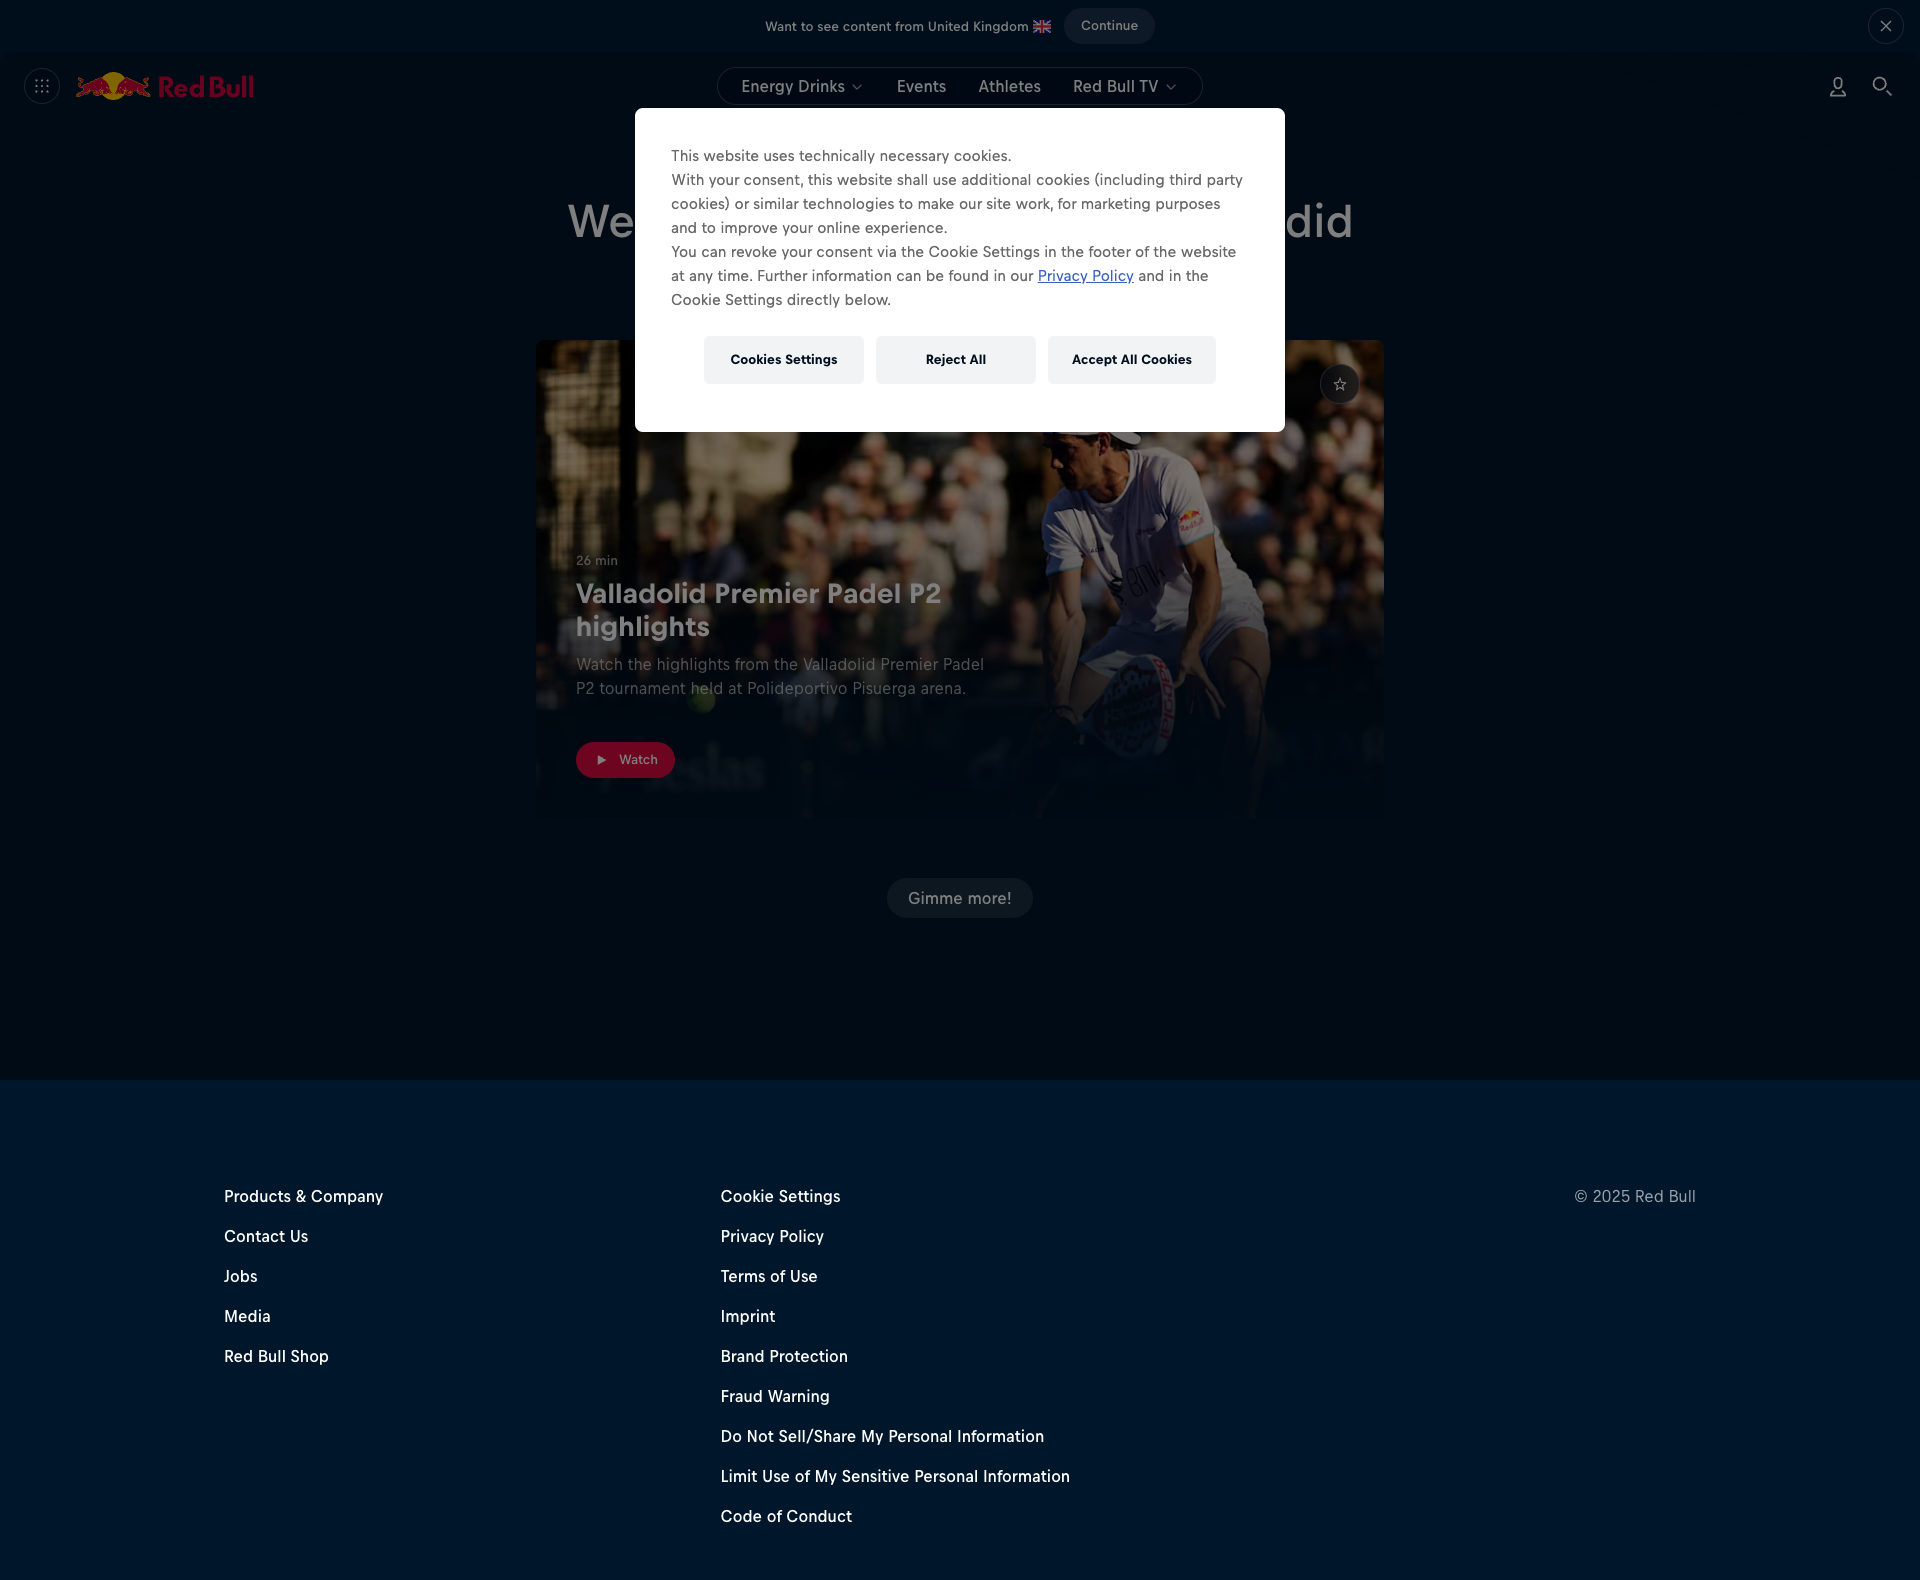 Want to see content from United Kingdom
Continue
Red Bull
Energy Drinks
Events
Athletes
Red Bull TV
This website uses technically necessary cookies.
With your consent, this website shall use additional cookies (including third party
cookies) or similar technologies to make our site work, for marketing purposes
and to improve your online experience.
You can revoke your consent via the Cookie Settings in the footer of the website
at any time. Further information can be found in our Privacy Policy and in the
Cookie Settings directly below.
Cookies Settings
Reject All
Accept All Cookies
We
did
Red Bull
26 min
Valladolid Premier Padel P2
highlights
Watch the highlights from the Valladolid Premier Padel
P2 tournament held at Polideportivo Pisuerga arena.
Watch
Gimme more!
Products & Company
Contact Us
Jobs
Media
Red Bull Shop
Cookie Settings
Privacy Policy
Terms of Use
Imprint
Brand Protection
Fraud Warning
Do Not Sell/Share My Personal Information
Limit Use of My Sensitive Personal Information
Code of Conduct
© 2025 Red Bull